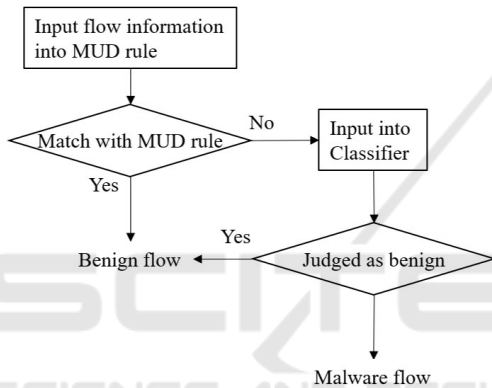 Input flow information
into MUD rule
Match with MUD rule
No
Input into
Classifier
Yes
Benign flow
Yes
Judged as benign
Malware flow